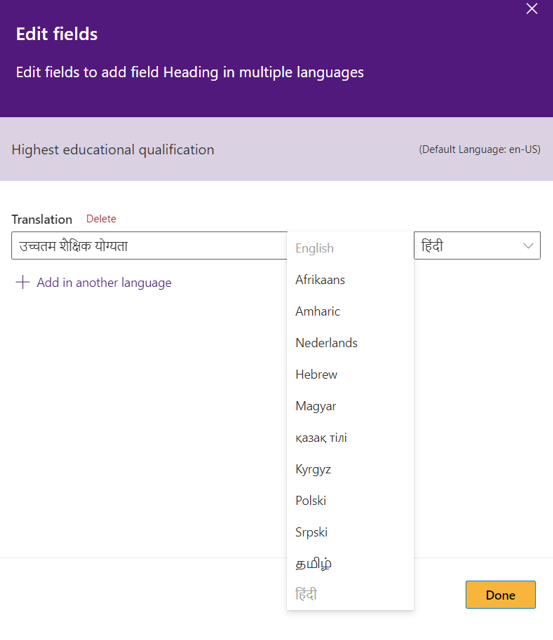 Edit fields
Edit fields to add field Heading in multiple languages
Highest educational qualification
(Default Language: en-US)
Translation
Delete
उच्चतम शैक्षिक योग्यता
हिंदी
Add in another language
English
Afrikaans
Amharic
Nederlands
Hebrew
Magyar
қазақ тілі
Kyrgyz
Polski
Srpski
தமிழ்
हिंदी
Done